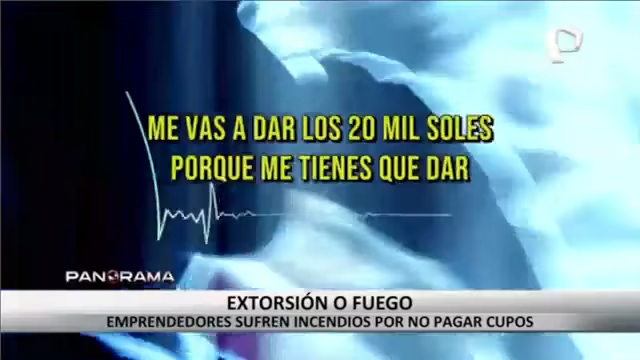 ME VAS A DAR LOS 20 MIL SOLES
PORQUE ME TIENES QUE DAR
PANORAMA
EXTORSIÓN O FUEGO
EMPRENDEDORES SUFREN INCENDIOS POR NO PAGAR CUPOS